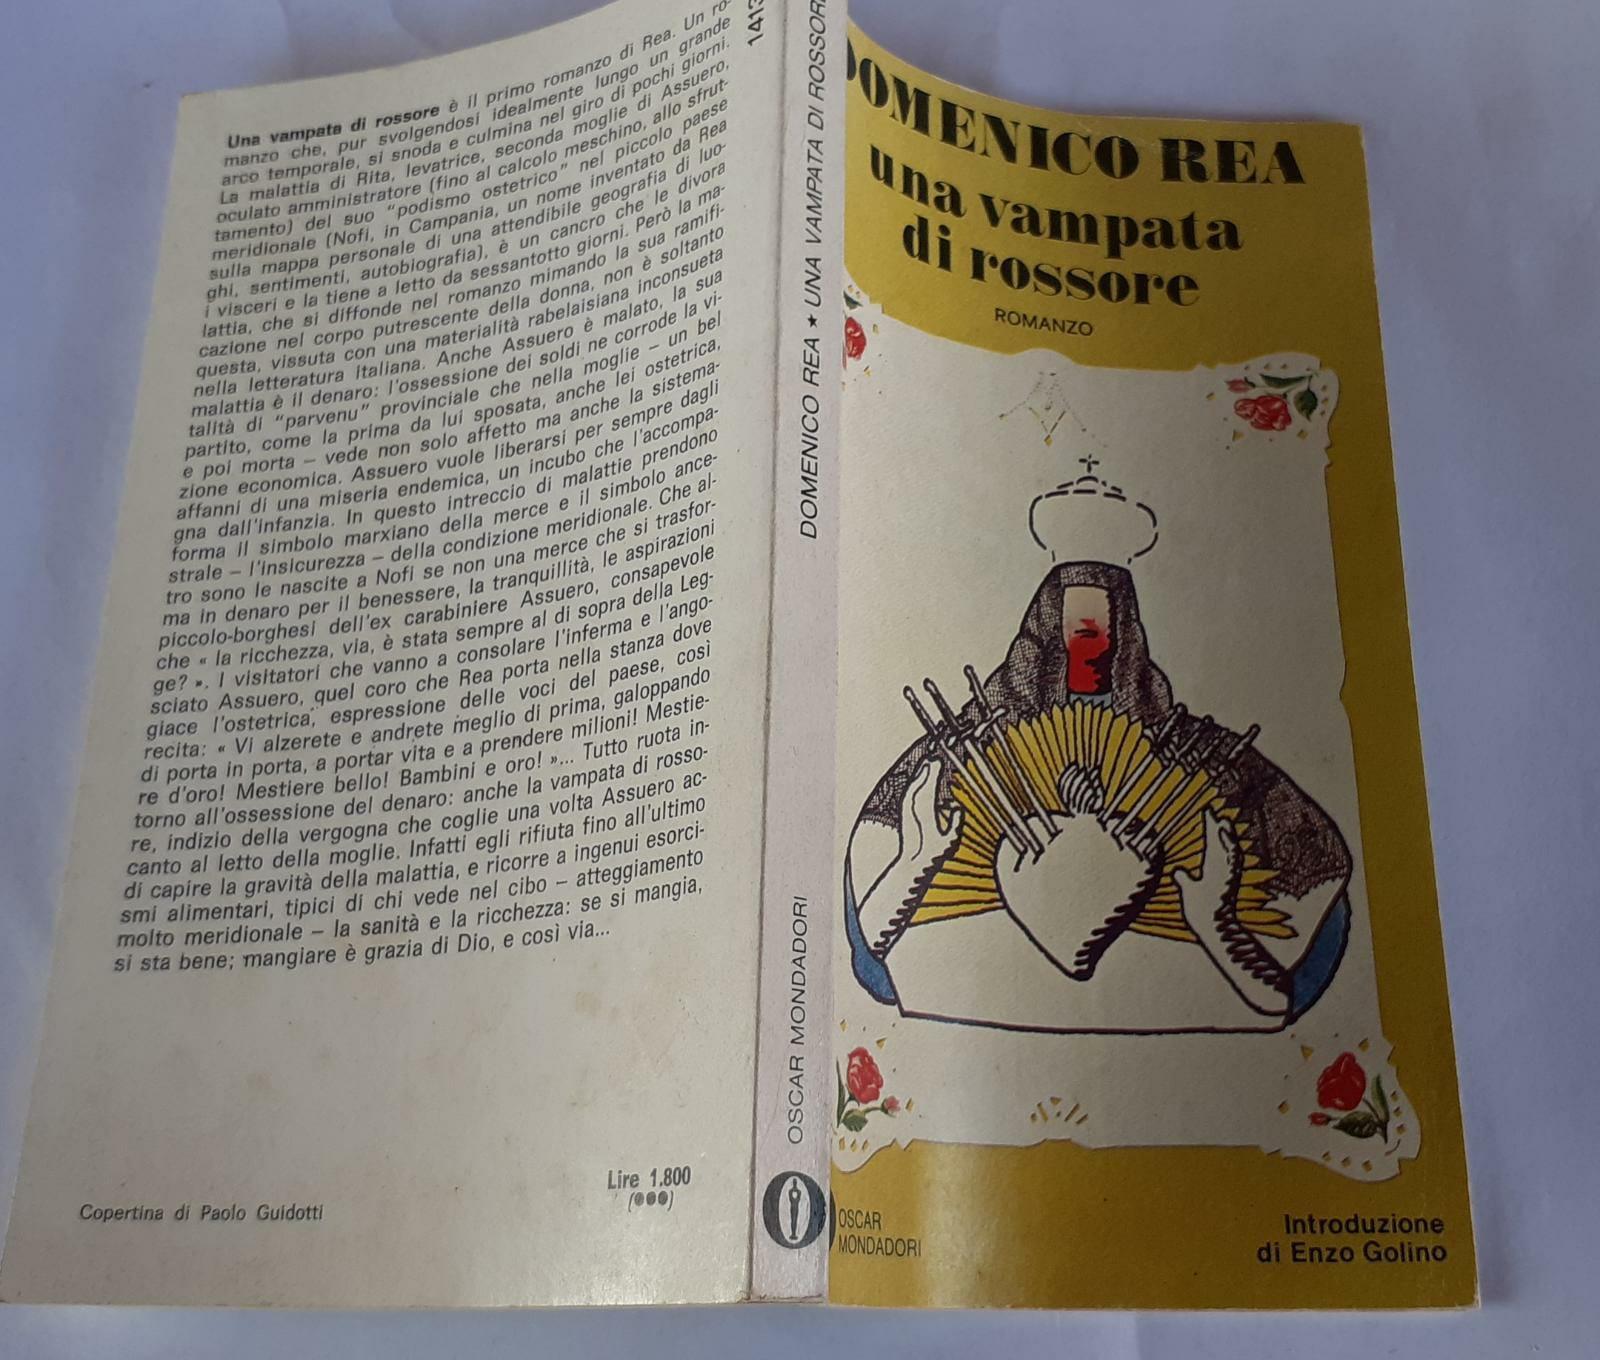 Una vampata di rossore è il primo romanzo di Rea. Un ro-
manzo che, pur svolgendosi idealmente lungo un grande
arco temporale, si snoda e culmina nel giro di pochi giorni.
La malattia di Rita, levatrice, seconda moglie di Assuero,
oculato amministratore (fino al calcolo meschino, allo sfrut-
tamento) del suo "podismo ostetrico" nel piccolo paese
meridionale (Nofi, in Campania, un nome inventato da Rea
sulla mappa personale di una attendibile geografia di luo-
ghi, sentimenti, autobiografia), è un cancro che le divora
i visceri e la tiene a letto da sessantotto giorni. Però la ma-
lattia, che si diffonde nel romanzo mimando la sua ramifi-
cazione nel corpo putrescente della donna, non è soltanto
questa, vissuta con una materialità rabelaisiana inconsueta
nella letteratura italiana. Anche Assuero è malato, la sua
malattia è il denaro: l'ossessione dei soldi ne corrode la vi-
talità di "parvenu" provinciale che nella moglie – un bel
partito, come la prima da lui sposata, anche lei ostetrica,
e poi morta – vede non solo affetto ma anche la sistema-
zione economica. Assuero vuole liberarsi per sempre dagli
affanni di una miseria endemica, un incubo che l'accompa-
gna dall'infanzia. In questo intreccio di malattie prendono
forma il simbolo marxiano della merce e il simbolo ance-
strale – l'insicurezza – della condizione meridionale. Che al-
tro sono le nascite a Nofi se non una merce che si trasfor-
ma in denaro per il benessere, la tranquillità, le aspirazioni
piccolo-borghesi dell'ex carabiniere Assuero, consapevole
che « la ricchezza, via, è stata sempre al di sopra della Leg-
ge? ». I visitatori che vanno a consolare l'inferma e l'ango-
sciato Assuero, quel coro che Rea porta nella stanza dove
giace l'ostetrica, espressione delle voci del paese, così
recita: « Vi alzerete e andrete meglio di prima, galoppando
di porta in porta, a portar vita e a prendere milioni! Mestie-
re d'oro! Mestiere bello! Bambini e oro! »... Tutto ruota in-
torno all'ossessione del denaro: anche la vampata di rosso-
re, indizio della vergogna che coglie una volta Assuero ac-
canto al letto della moglie. Infatti egli rifiuta fino all'ultimo
di capire la gravità della malattia, e ricorre a ingenui esorci-
smi alimentari, tipici di chi vede nel cibo – atteggiamento
molto meridionale – la sanità e la ricchezza: se si mangia,
si sta bene; mangiare è grazia di Dio, e così via...
Lire 1.800
Copertina di Paolo Guidotti
1413
DOMENICO REA ★ UNA VAMPATA DI ROSSORE
OSCAR MONDADORI
DOMENICO REA
una vampata
di rossore
ROMANZO
OSCAR
MONDADORI
Introduzione
di Enzo Golino